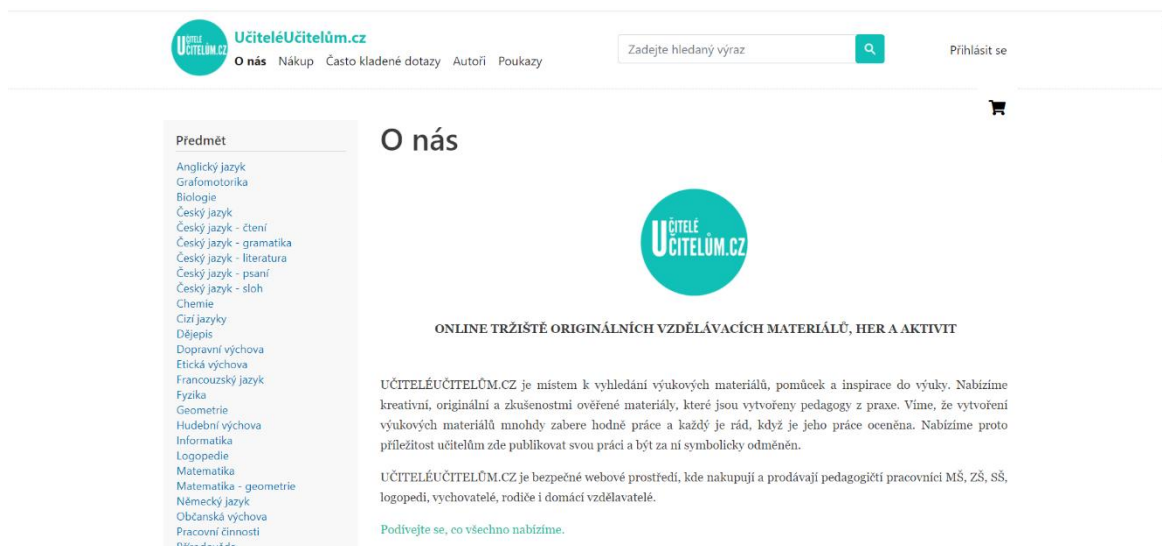 UČITELÉ
UČITELŮM.CZ
UčiteléUčitelům.cz
O nás Nákup Často kladené dotazy Autoři Poukazy
Zadejte hledaný výraz
Přihlásit se
Předmět
Anglický jazyk
Grafomotorika
Biologie
Český jazyk
Český jazyk - čtení
Český jazyk - gramatika
Český jazyk - literatura
Český jazyk - psaní
Český jazyk - sloh
Chemie
Cizí jazyky
Dějepis
Dopravní výchova
Etická výchova
Francouzský jazyk
Fyzika
Geometrie
Hudební výchova
Informatika
Logopedie
Matematika
Matematika - geometrie
Německý jazyk
Občanská výchova
Pracovní činnosti
Přírodověda
O nás
UČITELÉ
UČITELŮM.CZ
ONLINE TRŽIŠTĚ ORIGINÁLNÍCH VZDĚLÁVACÍCH MATERIÁLŮ, HER A AKTIVIT
UČITELÉUČITELŮM.CZ je místem k vyhledání výukových materiálů, pomůcek a inspirace do výuky. Nabízíme
kreativní, originální a zkušenostmi ověřené materiály, které jsou vytvořeny pedagogy z praxe. Víme, že vytvoření
výukových materiálů mnohdy zabere hodně práce a každý je rád, když je jeho práce oceněna. Nabízíme proto
příležitost učitelům zde publikovat svou práci a být za ní symbolicky odměněn.
UČITELÉUČITELŮM.CZ je bezpečné webové prostředí, kde nakupují a prodávají pedagogičtí pracovníci MŠ, ZŠ, SŠ,
logopedi, vychovatelé, rodiče i domácí vzdělavatelé.
Podívejte se, co všechno nabízíme.